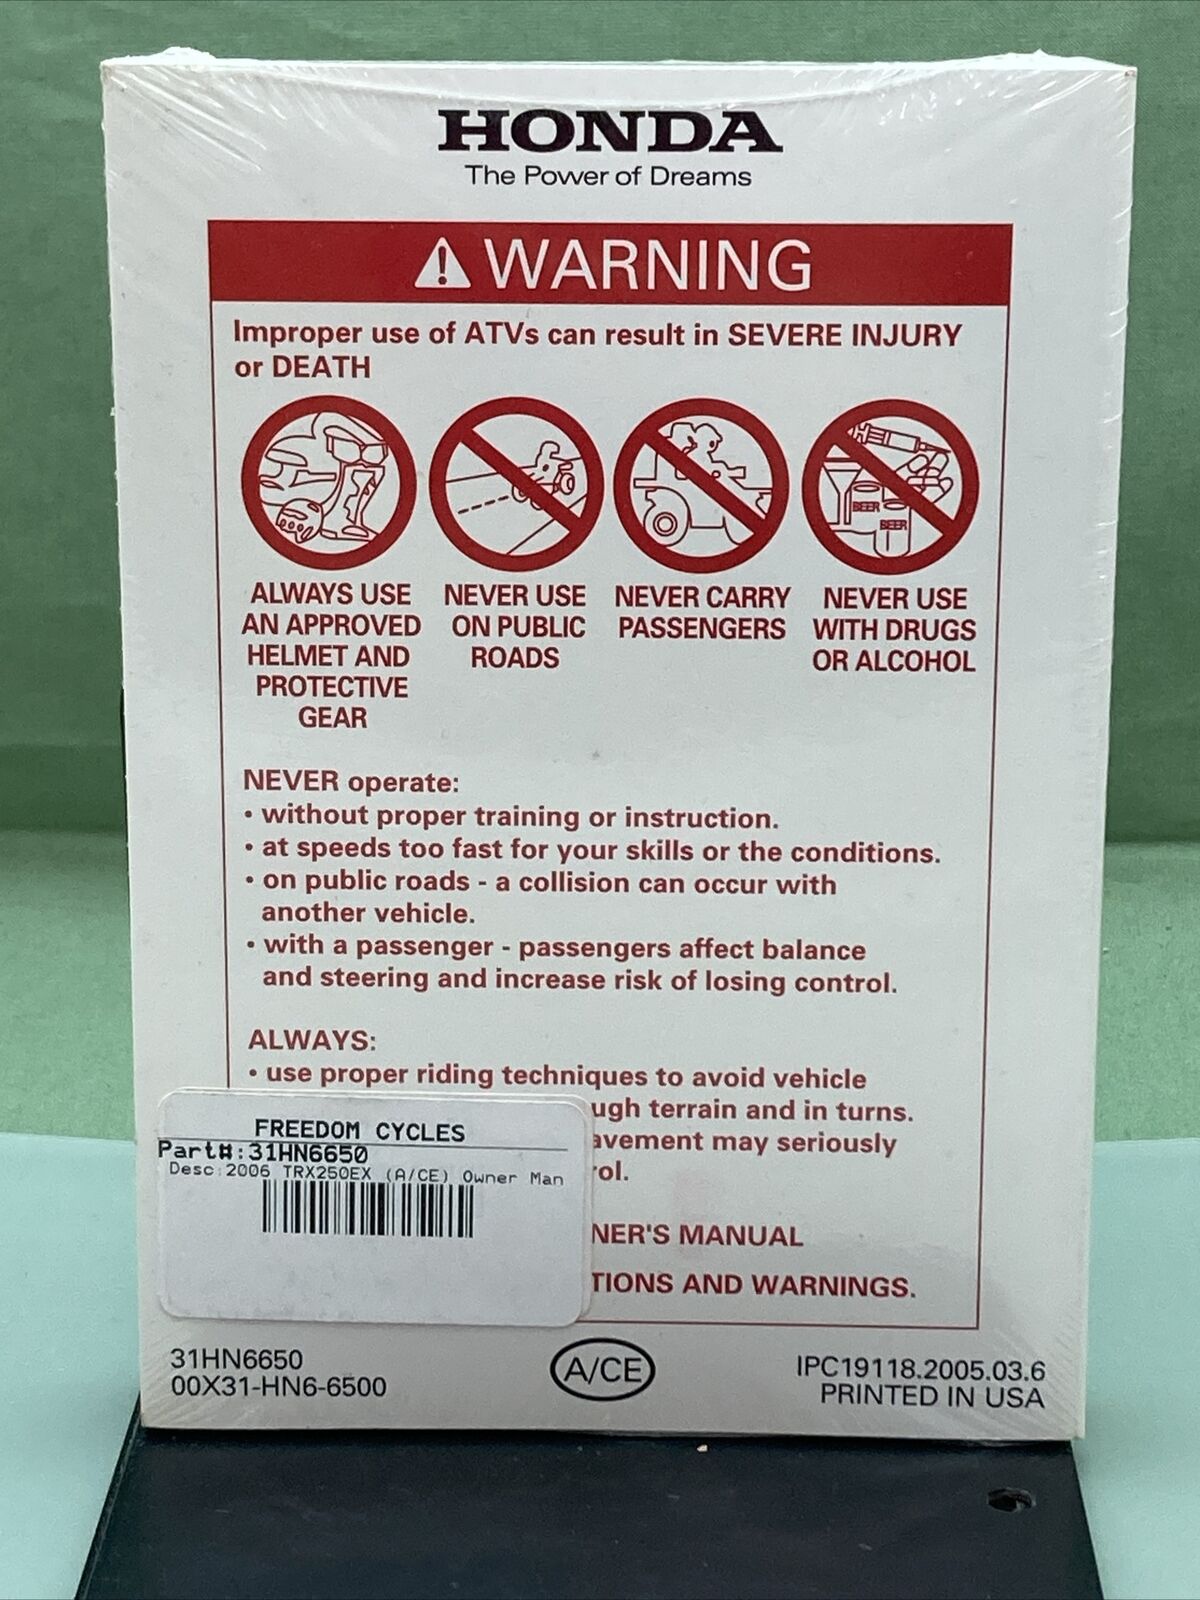 HONDA
The Power of Dreams
WARNING
Improper use of ATVs can result in SEVERE INJURY
or DEATH
BEER
BEER
ALWAYS USE
AN APPROVED
HELMET AND
PROTECTIVE
GEAR
NEVER USE
ON PUBLIC
ROADS
NEVER CARRY
PASSENGERS
NEVER USE
WITH DRUGS
OR ALCOHOL
NEVER operate:
• without proper training or instruction.
• at speeds too fast for your skills or the conditions.
• on public roads - a collision can occur with
another vehicle.
• with a passenger - passengers affect balance
and steering and increase risk of losing control.
ALWAYS:
• use proper riding techniques to avoid vehicle
ugh terrain and in turns.
avement may seriously
rol.
NER'S MANUAL
TIONS AND WARNINGS.
FREEDOM CYCLES
Part#:31HN6650
Desc:2006 TRX250EX (A/CE) Owner Man
31HN6650
00X31-HN6-6500
A/CE
IPC19118.2005.03.6
PRINTED IN USA